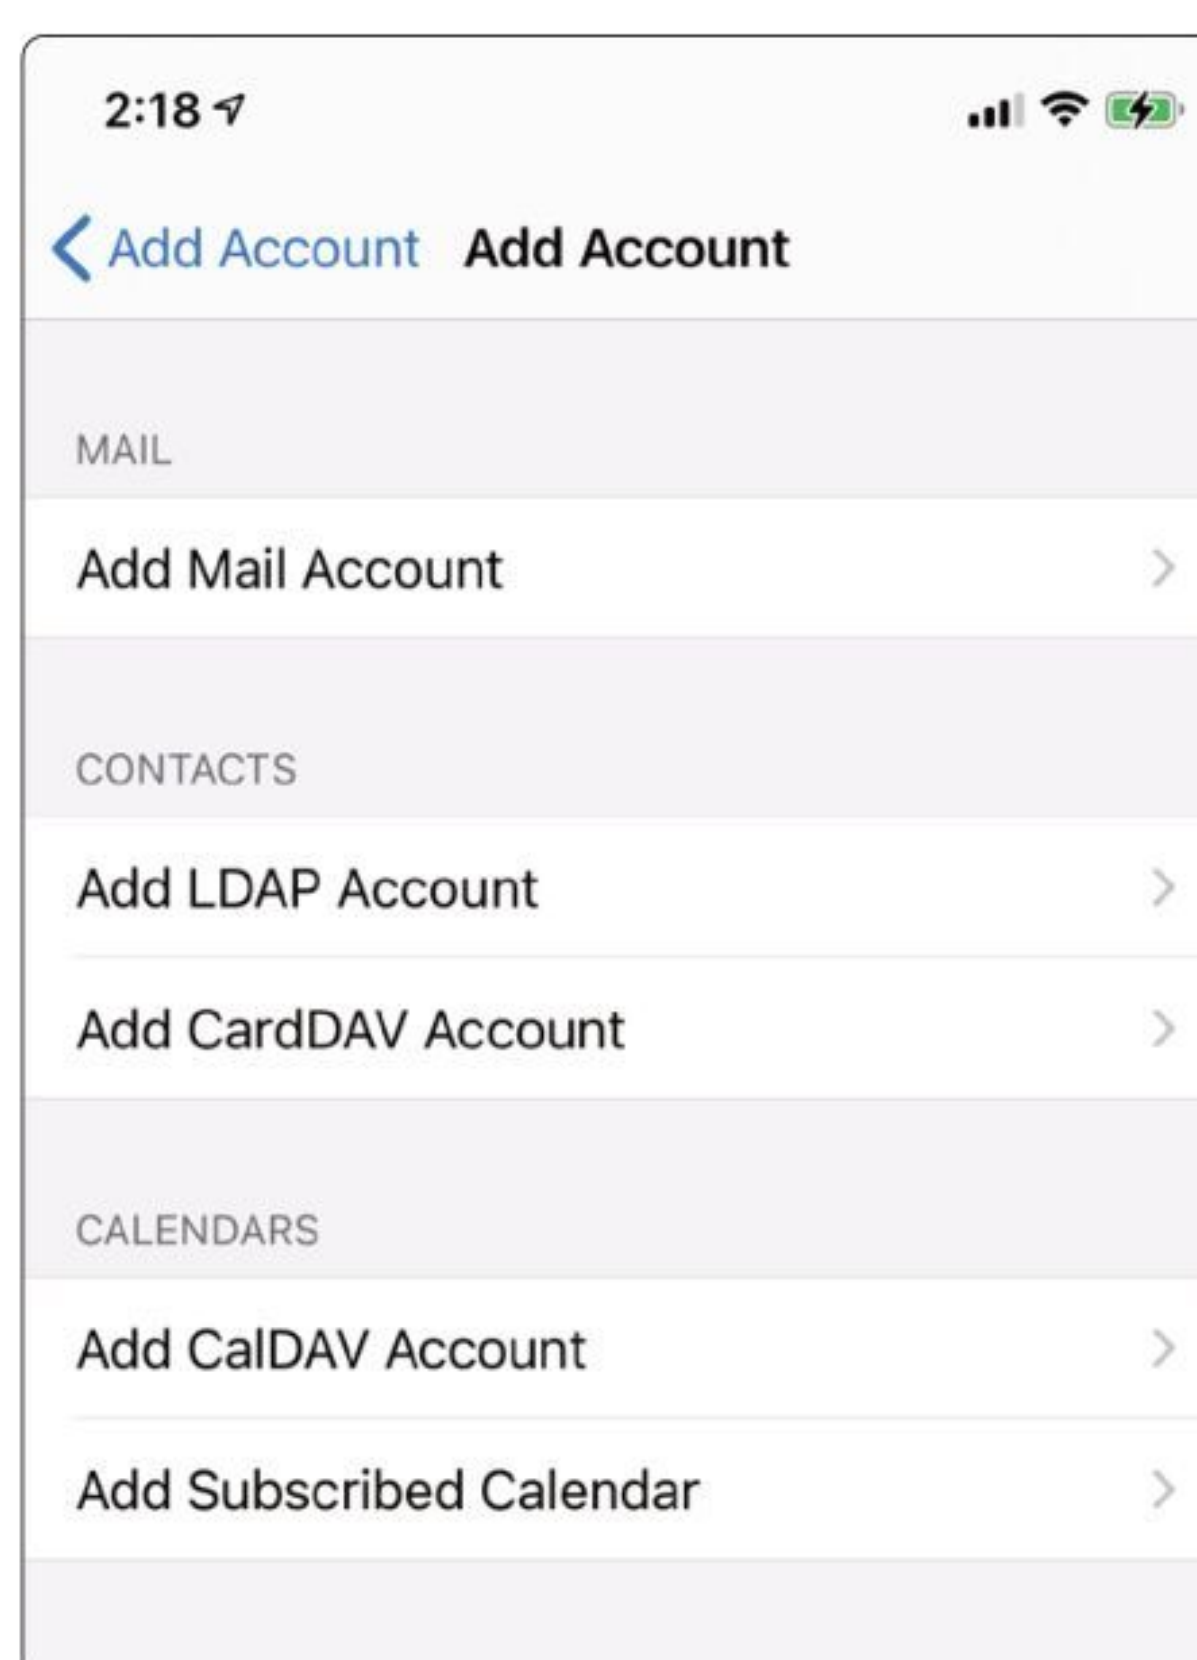 2:18
Add Account Add Account
MAIL
Add Mail Account
CONTACTS
Add LDAP Account
Add CardDAV Account
CALENDARS
Add CalDAV Account
Add Subscribed Calendar